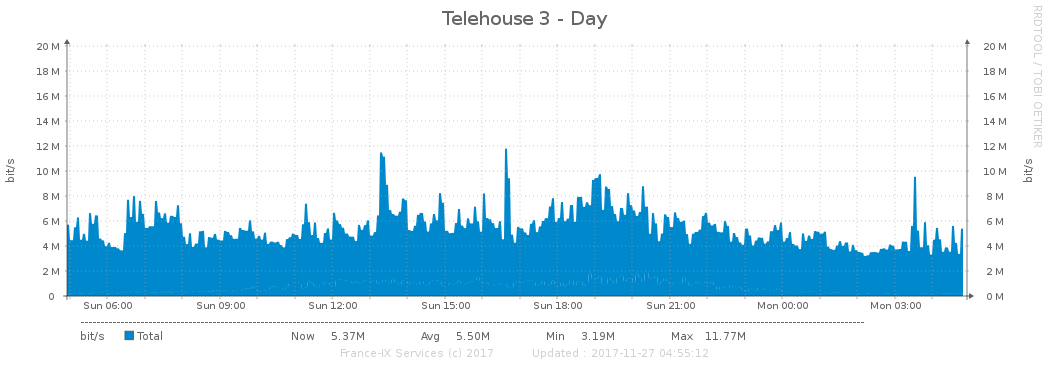 Telehouse 3 - Day
RRDTOOL / TOBI OETIKER
bit/s
bit/s
20 M 20 M
18 M 18 M
16 M 16 M
14 M 14 M
12 M 12 M
10 M 10 M
8 M 8 M
6 M 6 M
4 M 4 M
2 M 2 M
0 0 M
Sun 06:00 Sun 09:00 Sun 12:00 Sun 15:00 Sun 18:00 Sun 21:00 Mon 00:00 Mon 03:00
bit/s Total Now 5.37M Avg 5.50M Min 3.19M Max 11.77M
France-IX Services (c) 2017 Updated : 2017-11-27 04:55:12